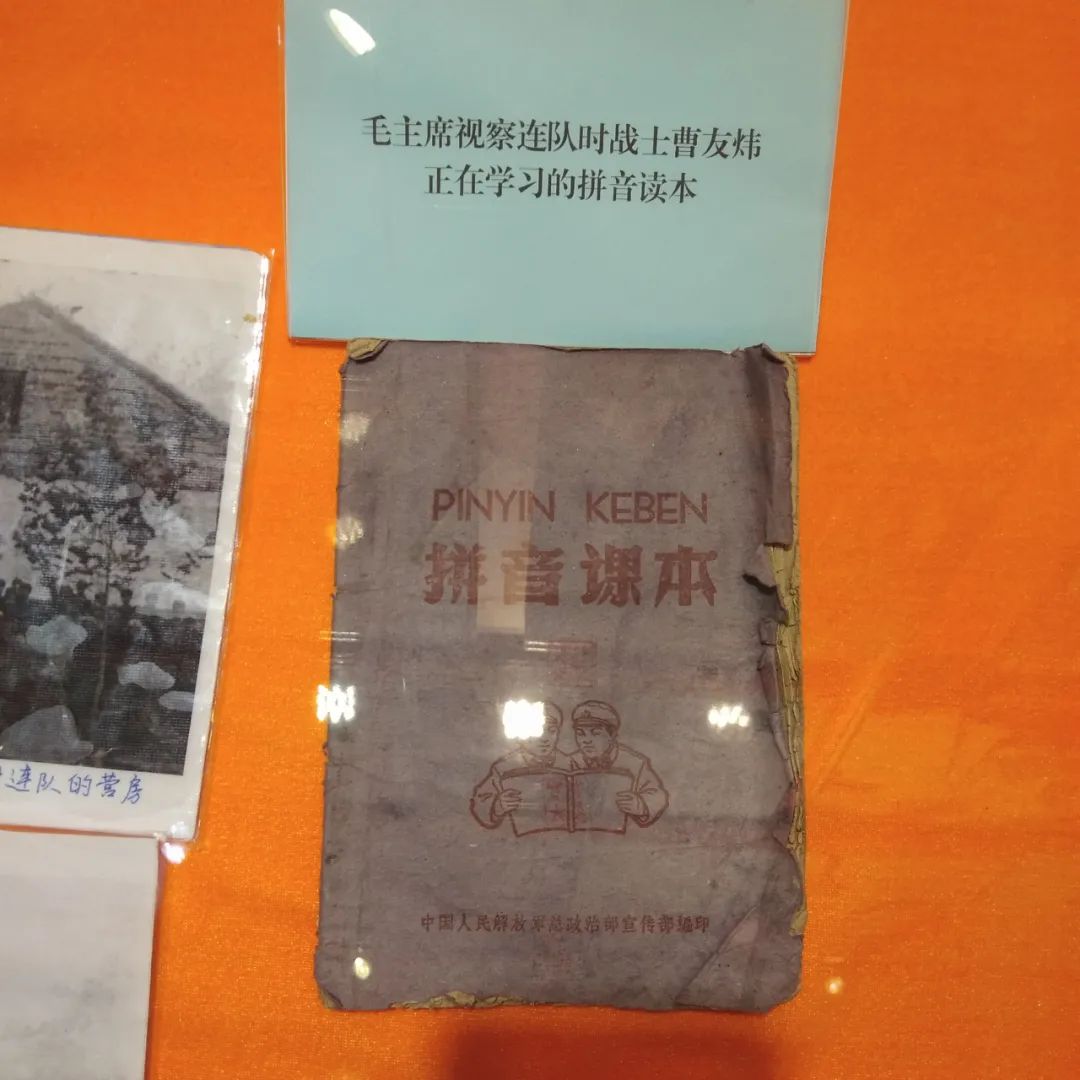 毛主席视察连队时战士曹友炜
正在学习的拼音读本
PINYIN KEBEN
拼音课本
中国人民解放军总政治部宣传部编印
连队的营房